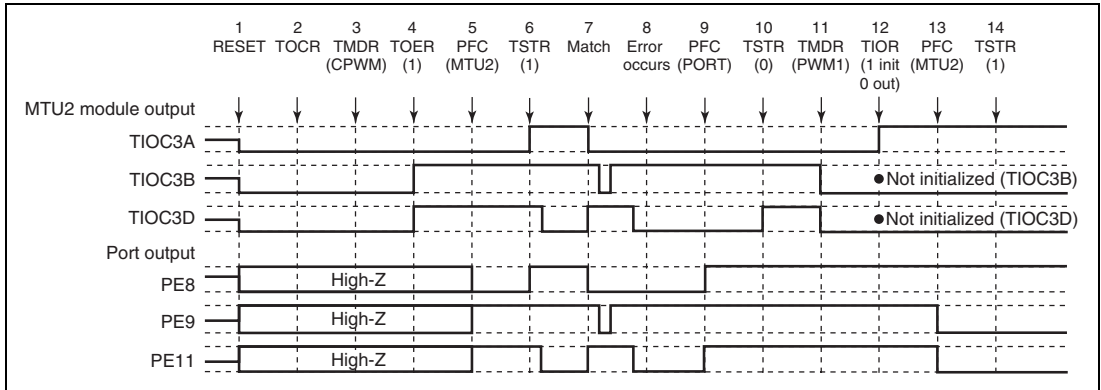 1 2 3 4 5 6 7 8 9 10 11 12 13 14
RESET TOCR TMDR TOER PFC TSTR Match Error PFC TSTR TMDR TIOR PFC TSTR
(CPWM) (1) (MTU2) (1) occurs (PORT) (0) (PWM1) (1 init (MTU2) (1)
0 out)
MTU2 module output
TIOC3A
TIOC3B
●Not initialized (TIOC3B)
TIOC3D
●Not initialized (TIOC3D)
Port output
PE8
High-Z
PE9
High-Z
PE11
High-Z